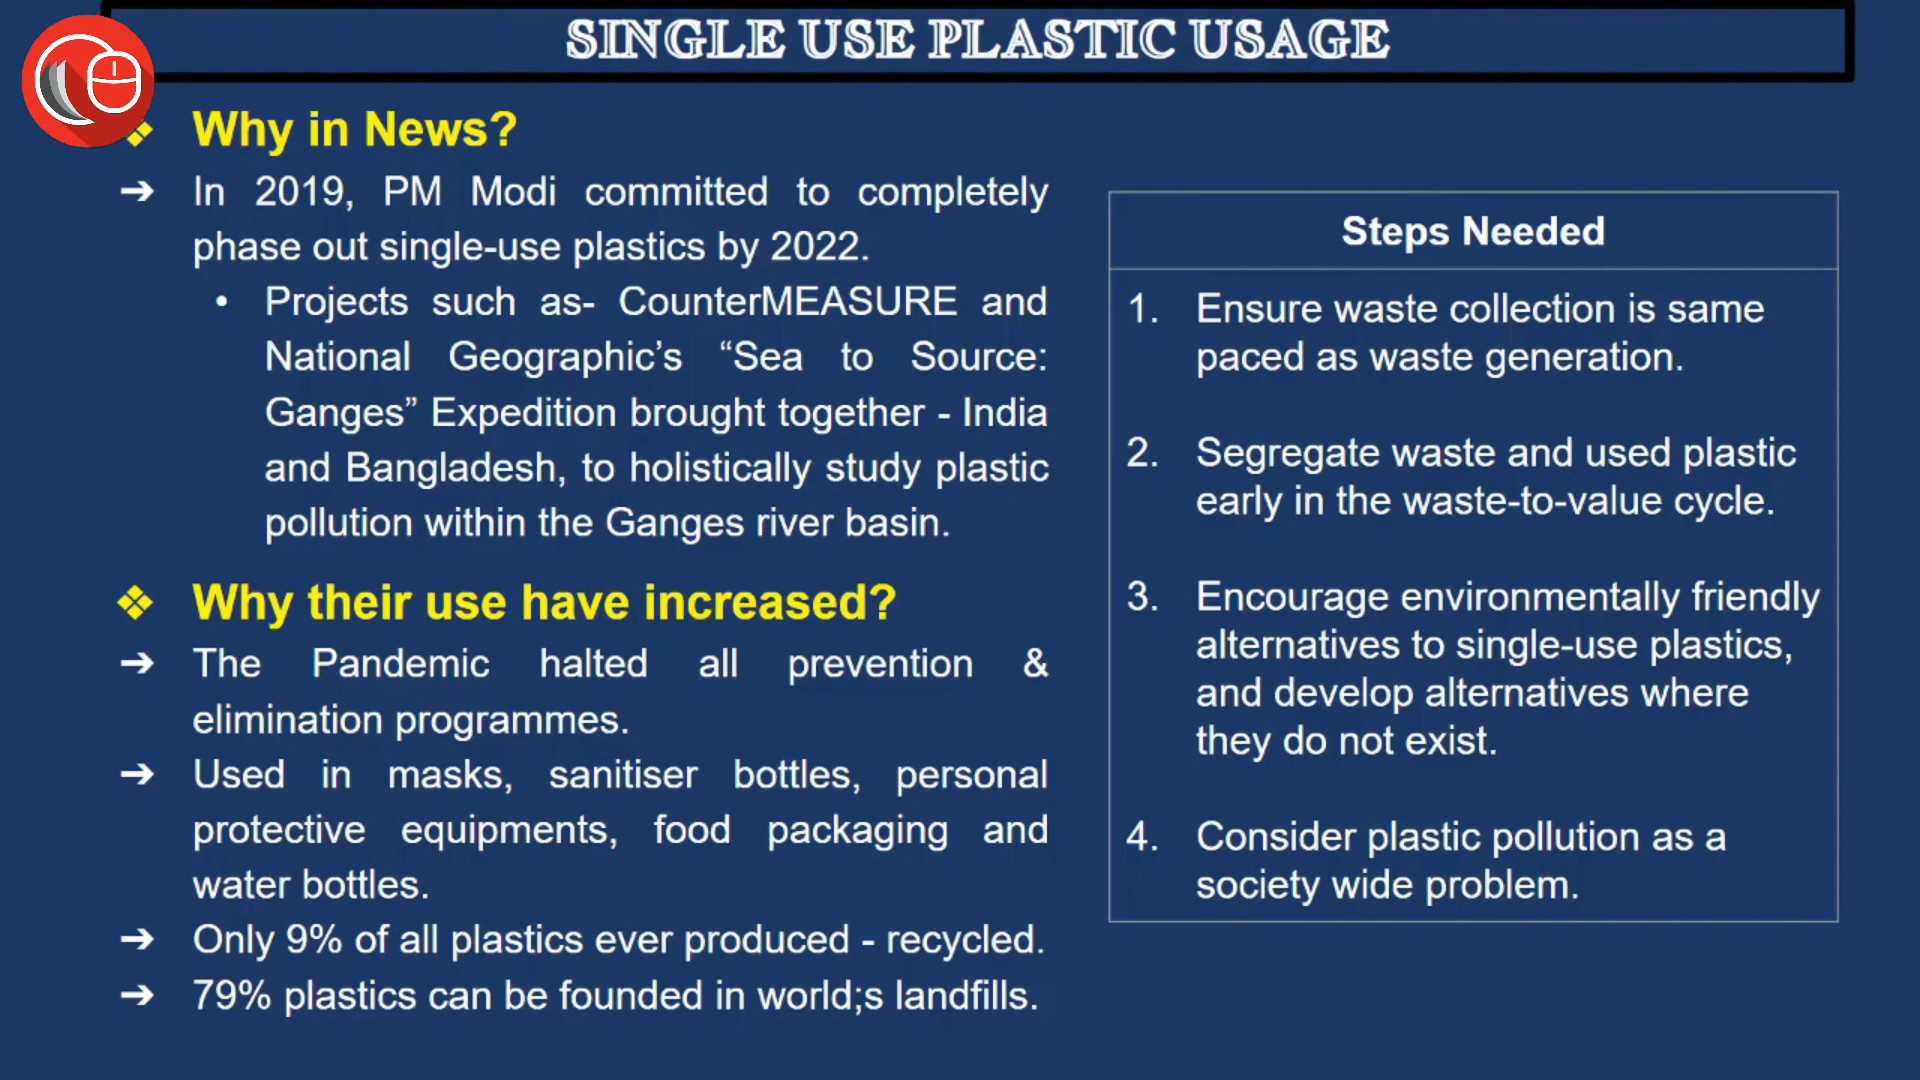 SINGLE USE PLASTIC USAGE
❖ Why in News?
➔ In 2019, PM Modi committed to completely
phase out single-use plastics by 2022.
• Projects such as- CounterMEASURE and
National Geographic’s “Sea to Source:
Ganges” Expedition brought together - India
and Bangladesh, to holistically study plastic
pollution within the Ganges river basin.
❖ Why their use have increased?
➔ The Pandemic halted all prevention &
elimination programmes.
➔ Used in masks, sanitiser bottles, personal
protective equipments, food packaging and
water bottles.
➔ Only 9% of all plastics ever produced - recycled.
➔ 79% plastics can be founded in world;s landfills.
Steps Needed
1. Ensure waste collection is same
paced as waste generation.
2. Segregate waste and used plastic
early in the waste-to-value cycle.
3. Encourage environmentally friendly
alternatives to single-use plastics,
and develop alternatives where
they do not exist.
4. Consider plastic pollution as a
society wide problem.